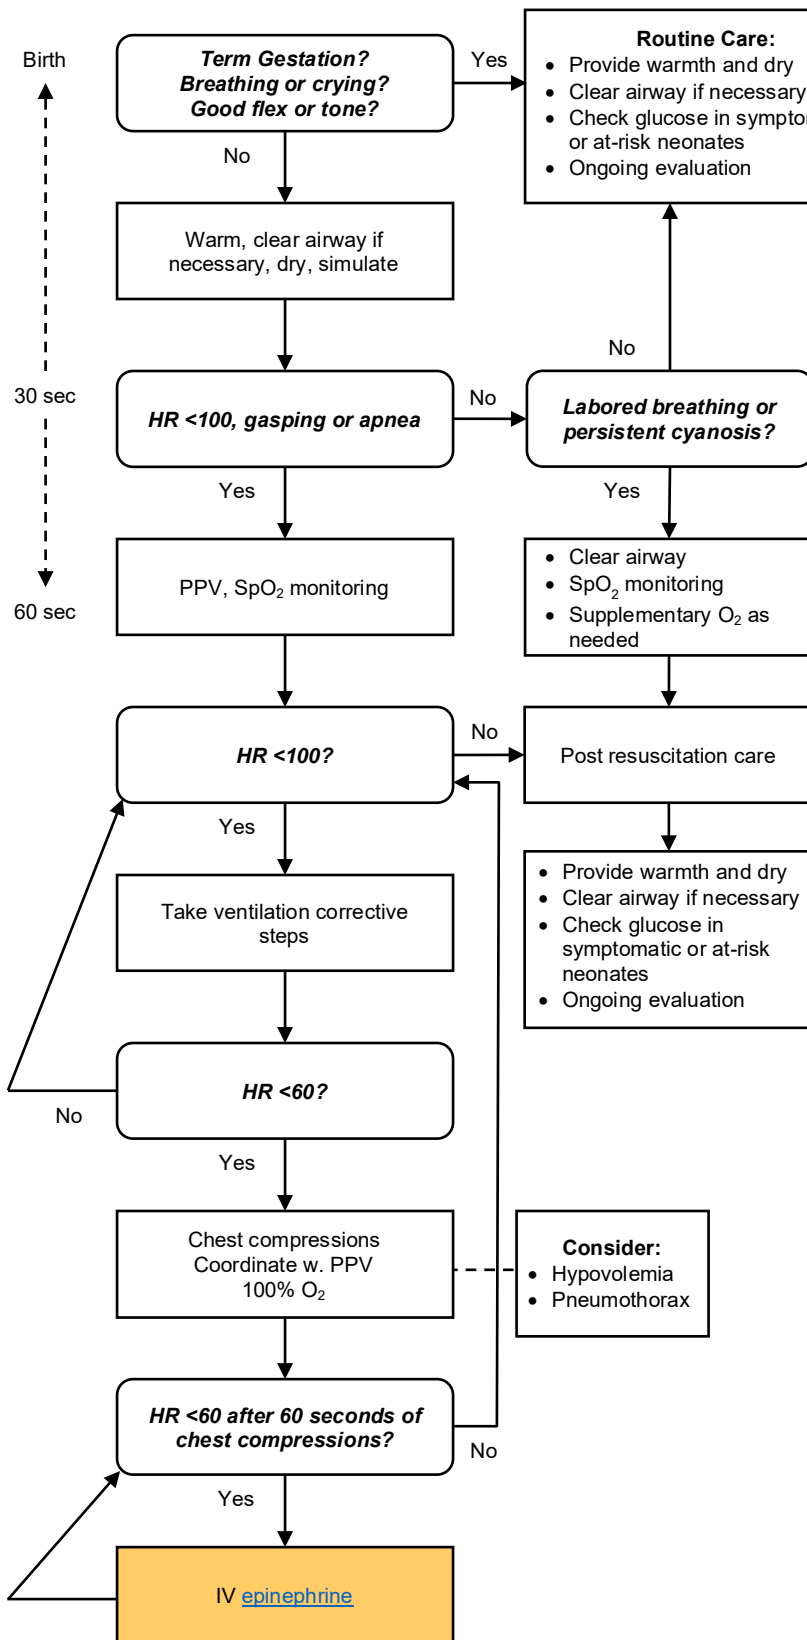 Birth
Term Gestation?
Breathing or crying?
Good flex or tone?
Yes
Routine Care:
• Provide warmth and dry
• Clear airway if necessary
• Check glucose in
or at-risk neonates
• Ongoing evaluation
No
Warm, clear airway if
necessary, dry, simulate
No
30 sec
HR <100, gasping or apnea
No
Labored breathing or
persistent cyanosis?
Yes
Yes
PPV, SpO₂ monitoring
• Clear airway
• SpO₂ monitoring
• Supplementary O₂ as
needed
60 sec
HR <100?
No
Post resuscitation care
Yes
Take ventilation corrective
steps
• Provide warmth and dry
• Clear airway if necessary
• Check glucose in
symptomatic or at-risk
neonates
• Ongoing evaluation
HR <60?
No
Yes
Chest compressions
Coordinate w. PPV
100% O₂
Consider:
• Hypovolemia
• Pneumothorax
HR <60 after 60 seconds of
chest compressions?
No
Yes
IV epinephrine